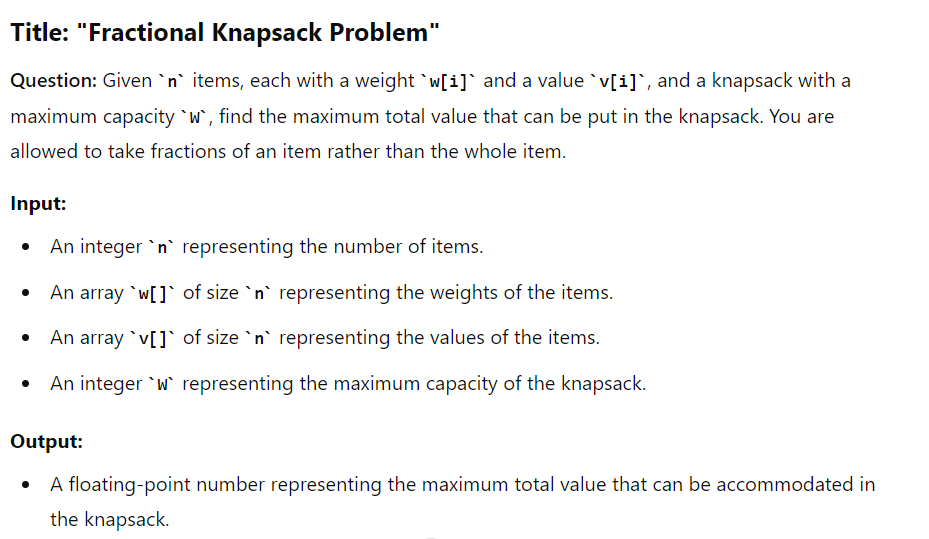 Title: "Fractional Knapsack Problem"
Question: Given `n` items, each with a weight `w[i]` and a value `v[i]`, and a knapsack with a
maximum capacity `W`, find the maximum total value that can be put in the knapsack. You are
allowed to take fractions of an item rather than the whole item.
Input:
• An integer `n` representing the number of items.
• An array `w[]` of size `n` representing the weights of the items.
• An array `v[]` of size `n` representing the values of the items.
• An integer `W` representing the maximum capacity of the knapsack.
Output:
• A floating-point number representing the maximum total value that can be accommodated in
the knapsack.